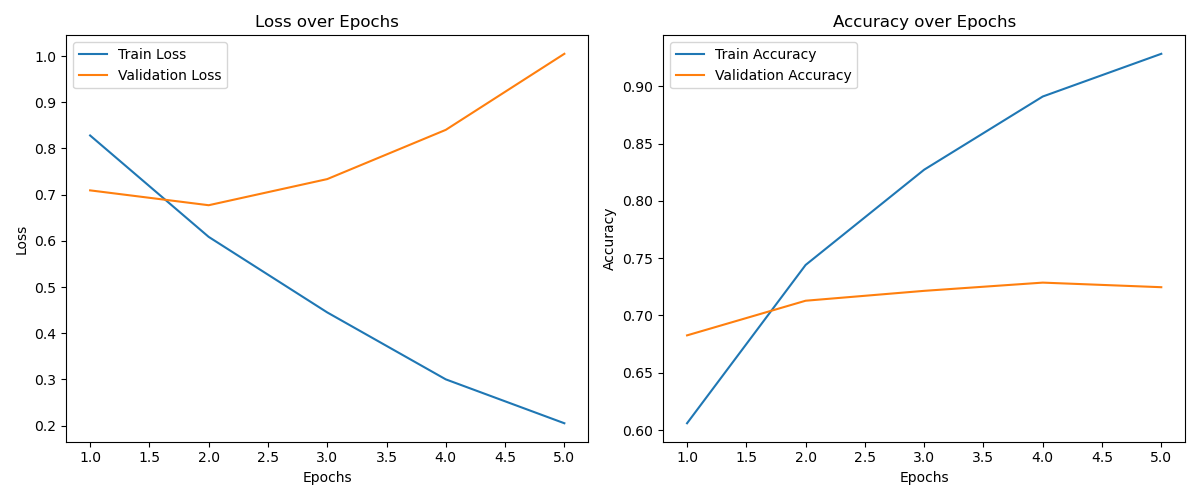 Loss over Epochs
Train Loss
Validation Loss
1.0
0.9
0.8
0.7
0.6
0.5
0.4
0.3
0.2
Loss
1.0 1.5 2.0 2.5 3.0 3.5 4.0 4.5 5.0
Epochs
Accuracy over Epochs
Train Accuracy
Validation Accuracy
0.90
0.85
0.80
0.75
0.70
0.65
0.60
Accuracy
1.0 1.5 2.0 2.5 3.0 3.5 4.0 4.5 5.0
Epochs